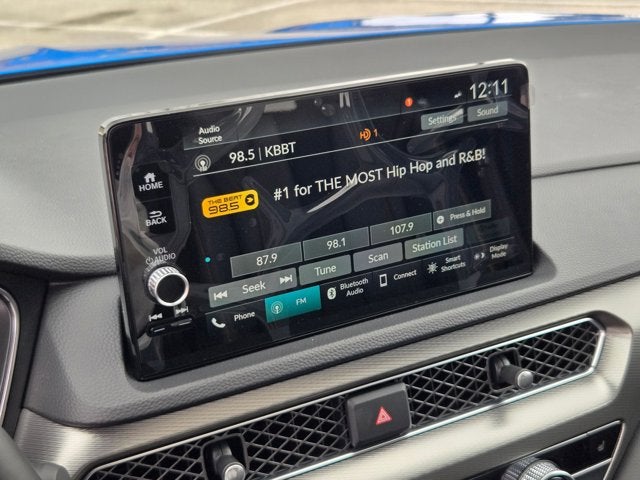 12:11
Audio
Source
1
Settings
Sound
98.5 | KBBT
HOME
THE BEAT
98.5
#1 for THE MOST Hip Hop and R&B!
BACK
VOL
AUDIO
87.9
98.1
107.9
Press & Hold
Seek
Tune
Scan
Station List
Phone
FM
Bluetooth
Audio
Connect
Smart
Shortcuts
Display
Mode